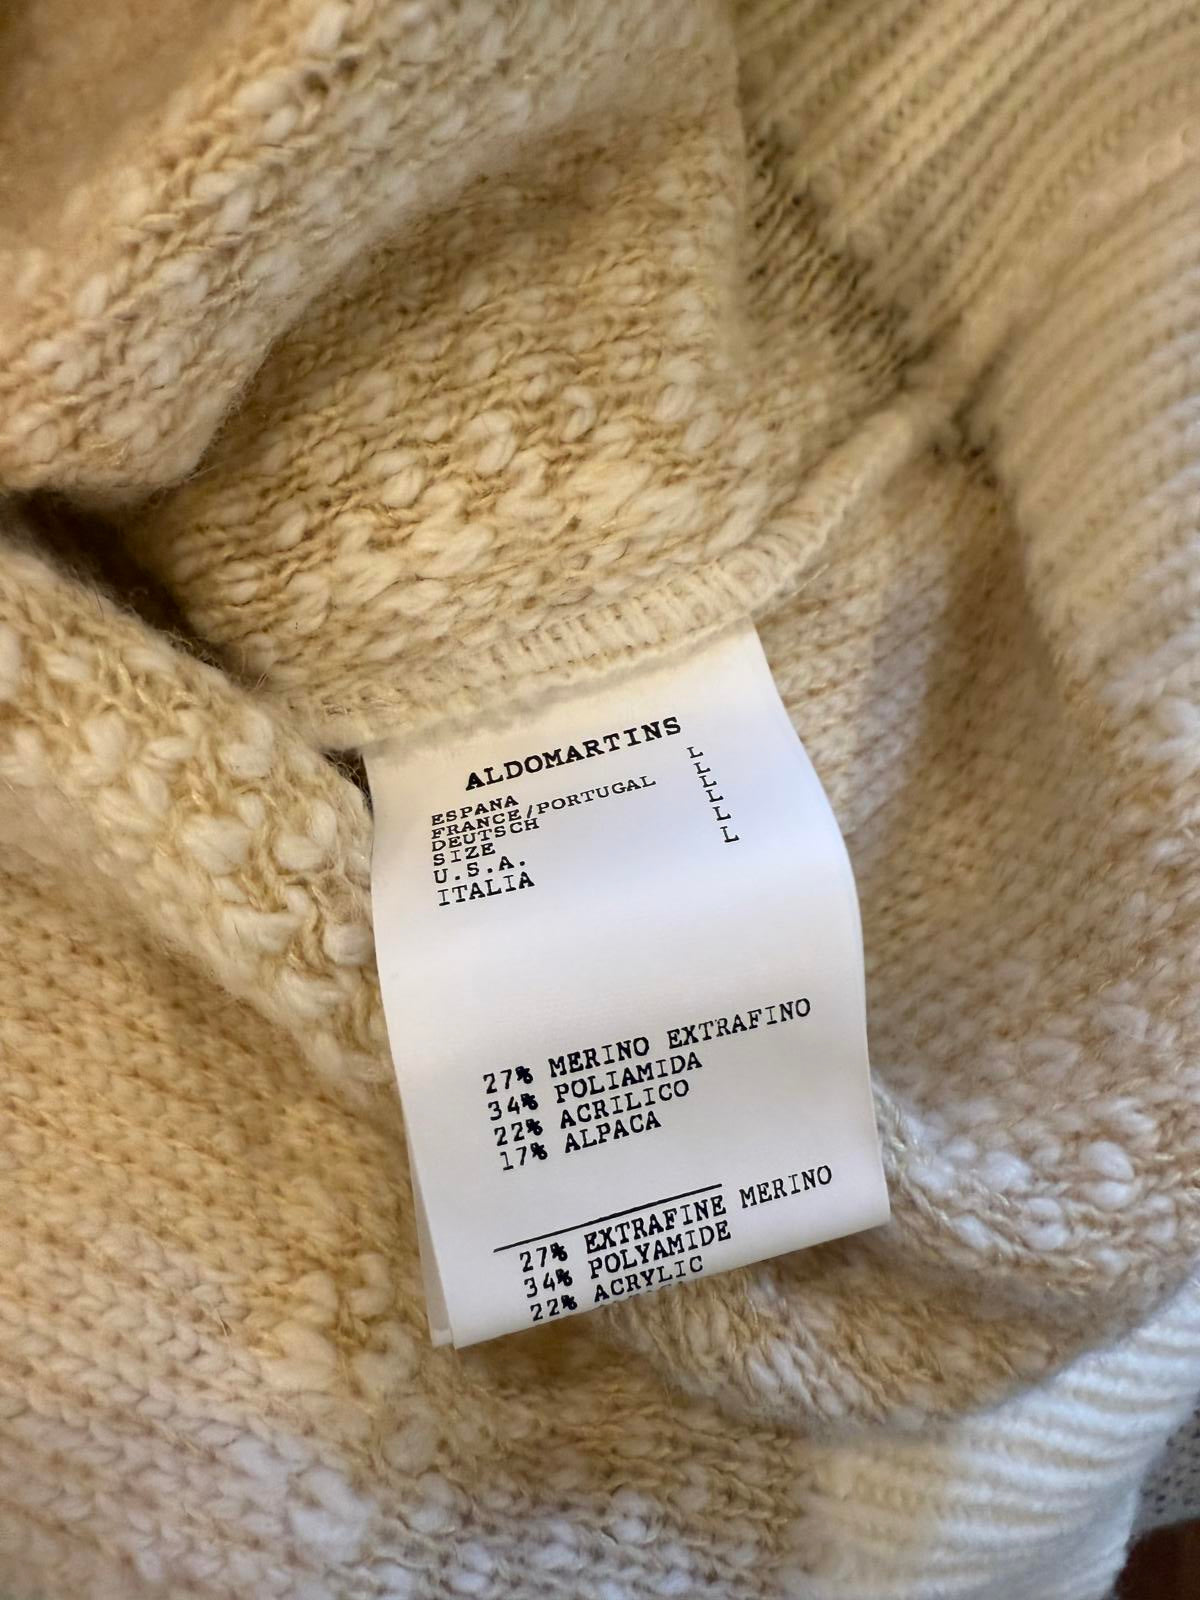 ALDOMARTINS
ESPANA L
FRANCE/PORTUGAL L
DEUTSCH L
SIZE L
U.S.A. L
ITALIA L
27% MERINO EXTRAFINO
34% POLIAMIDA
22% ACRILICO
17% ALPACA
27% EXTRAFINE MERINO
34% POLYAMIDE
22% ACRYLIC